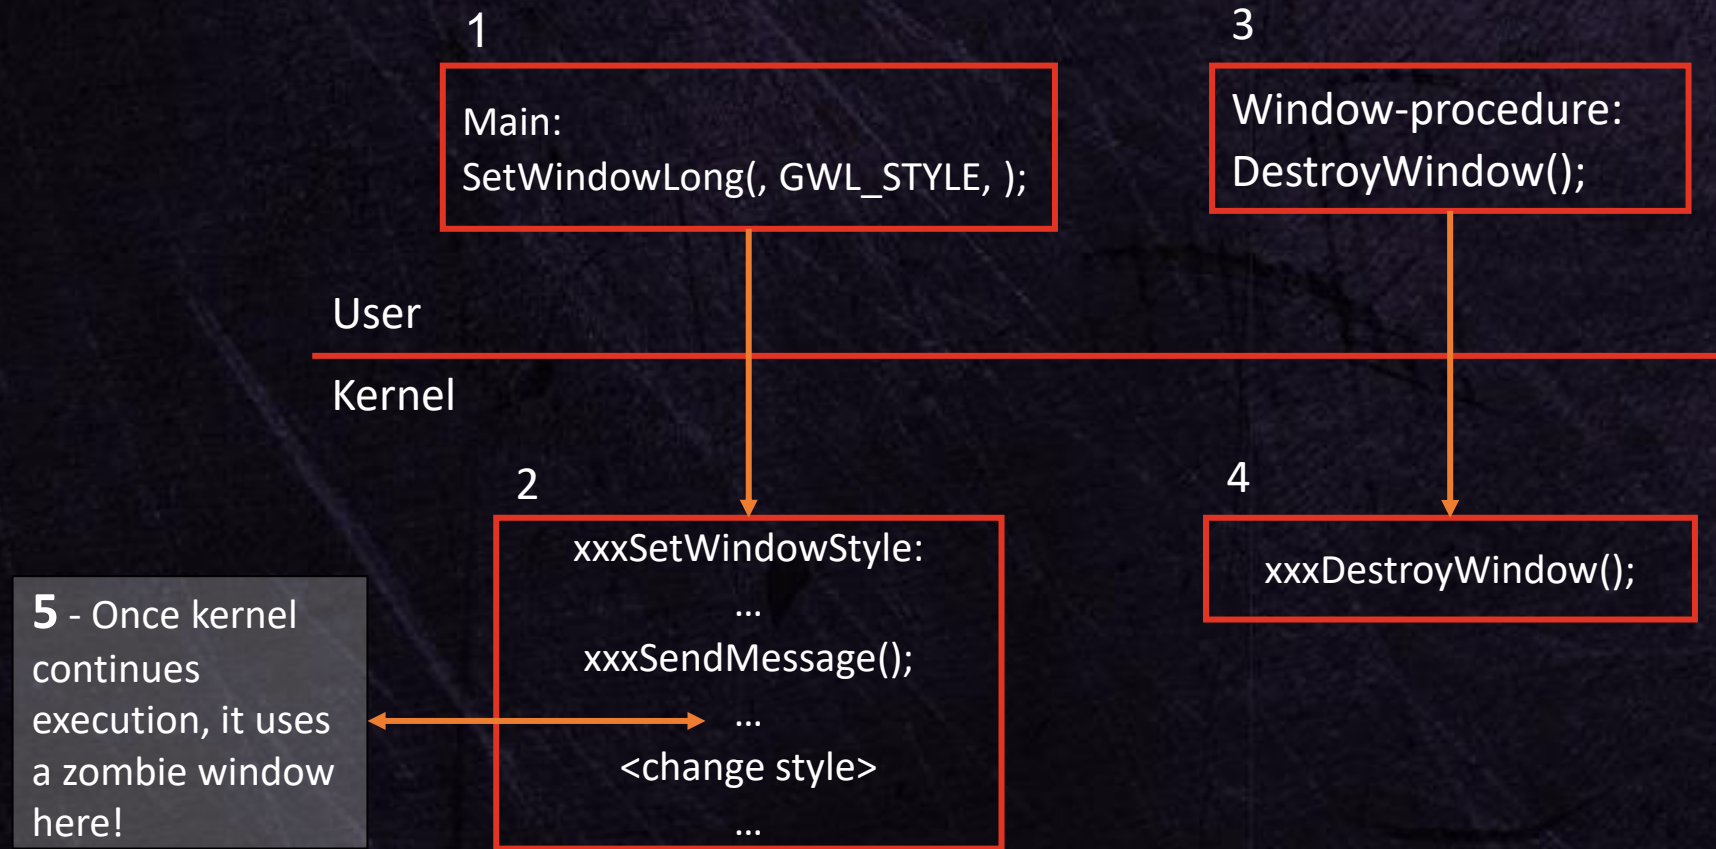 1
Main:
SetWindowLong(, GWL_STYLE, );
3
Window-procedure:
DestroyWindow();
User
Kernel
2
xxxSetWindowStyle:
...
xxxSendMessage();
...
<change style>
...
4
xxxDestroyWindow();
5 - Once kernel
continues
execution, it uses
a zombie window
here!